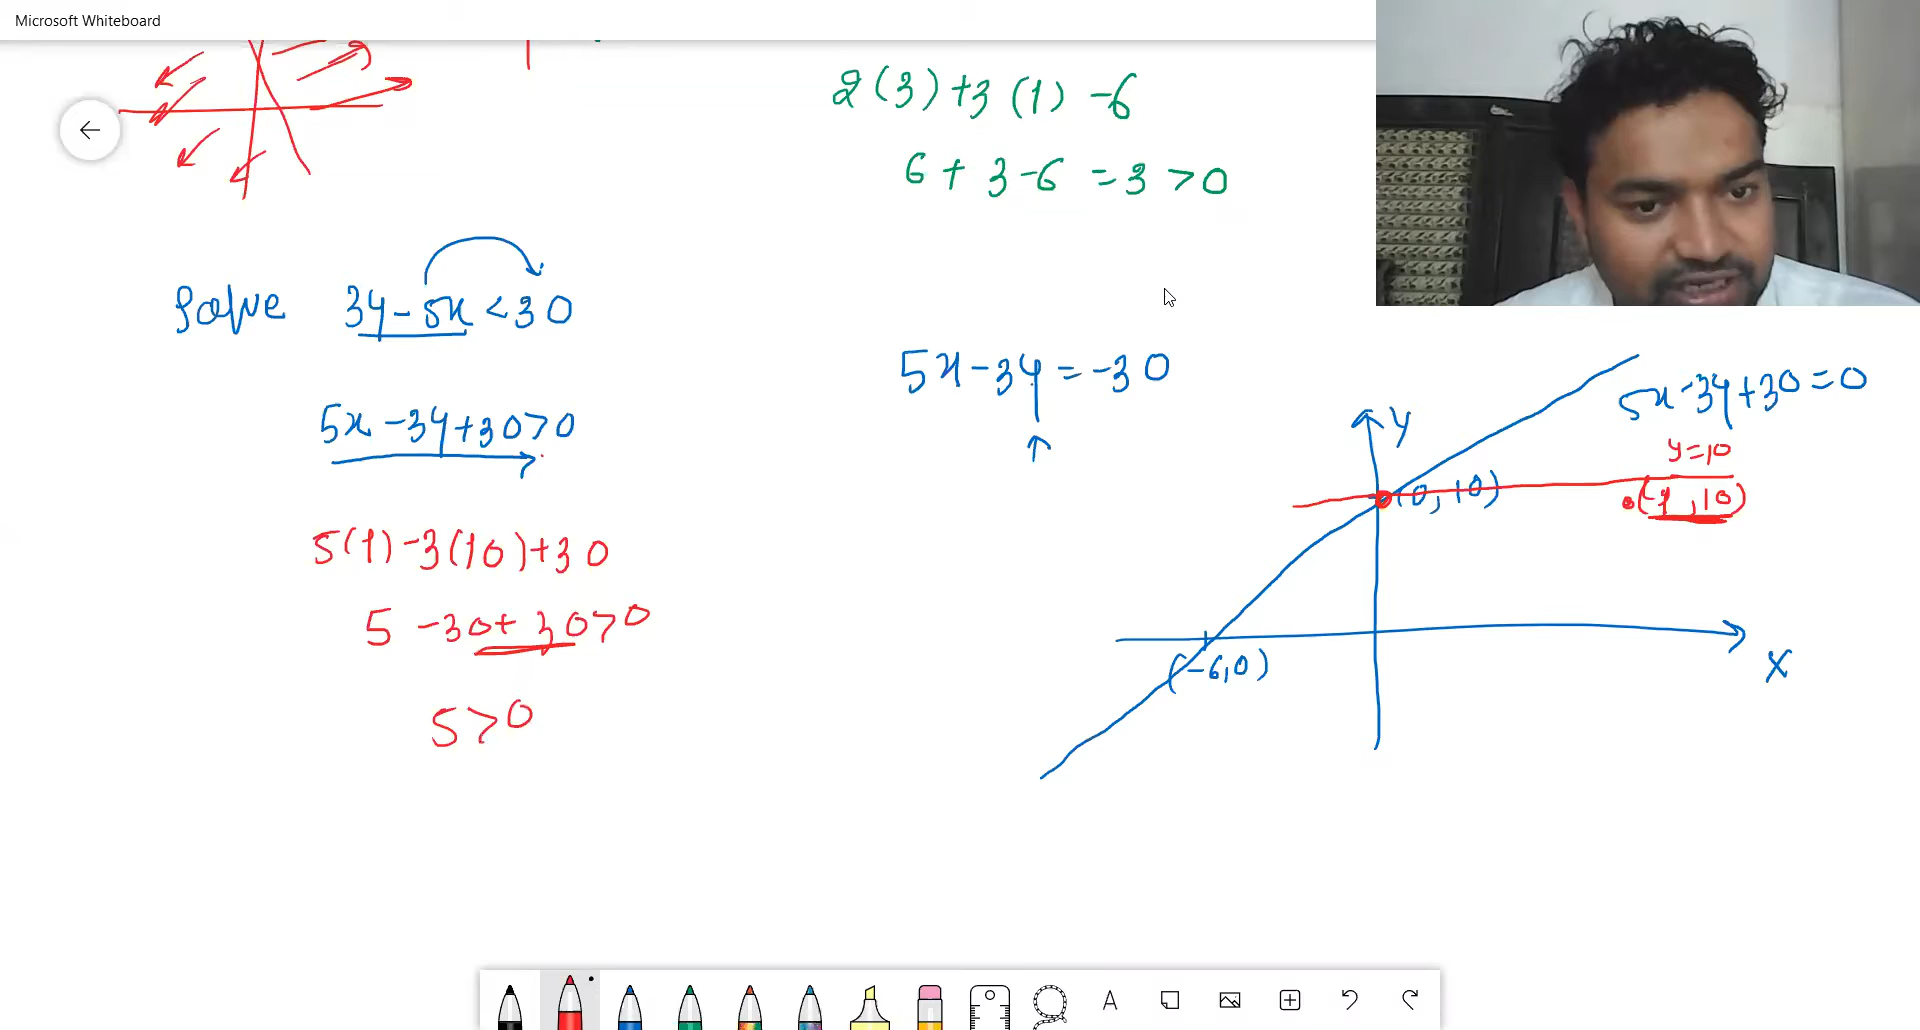 Microsoft Whiteboard
2(3)+3(1)-6
6+3-6=3>0
Solve 3y-5x<30
5x-3y+30>0
5(1)-3(10)+30
5-30+30>0
5>0
5x-3y=-30
5x-3y+30=0
y
y=10
(0,10)
(1,10)
(-6,0)
X
A